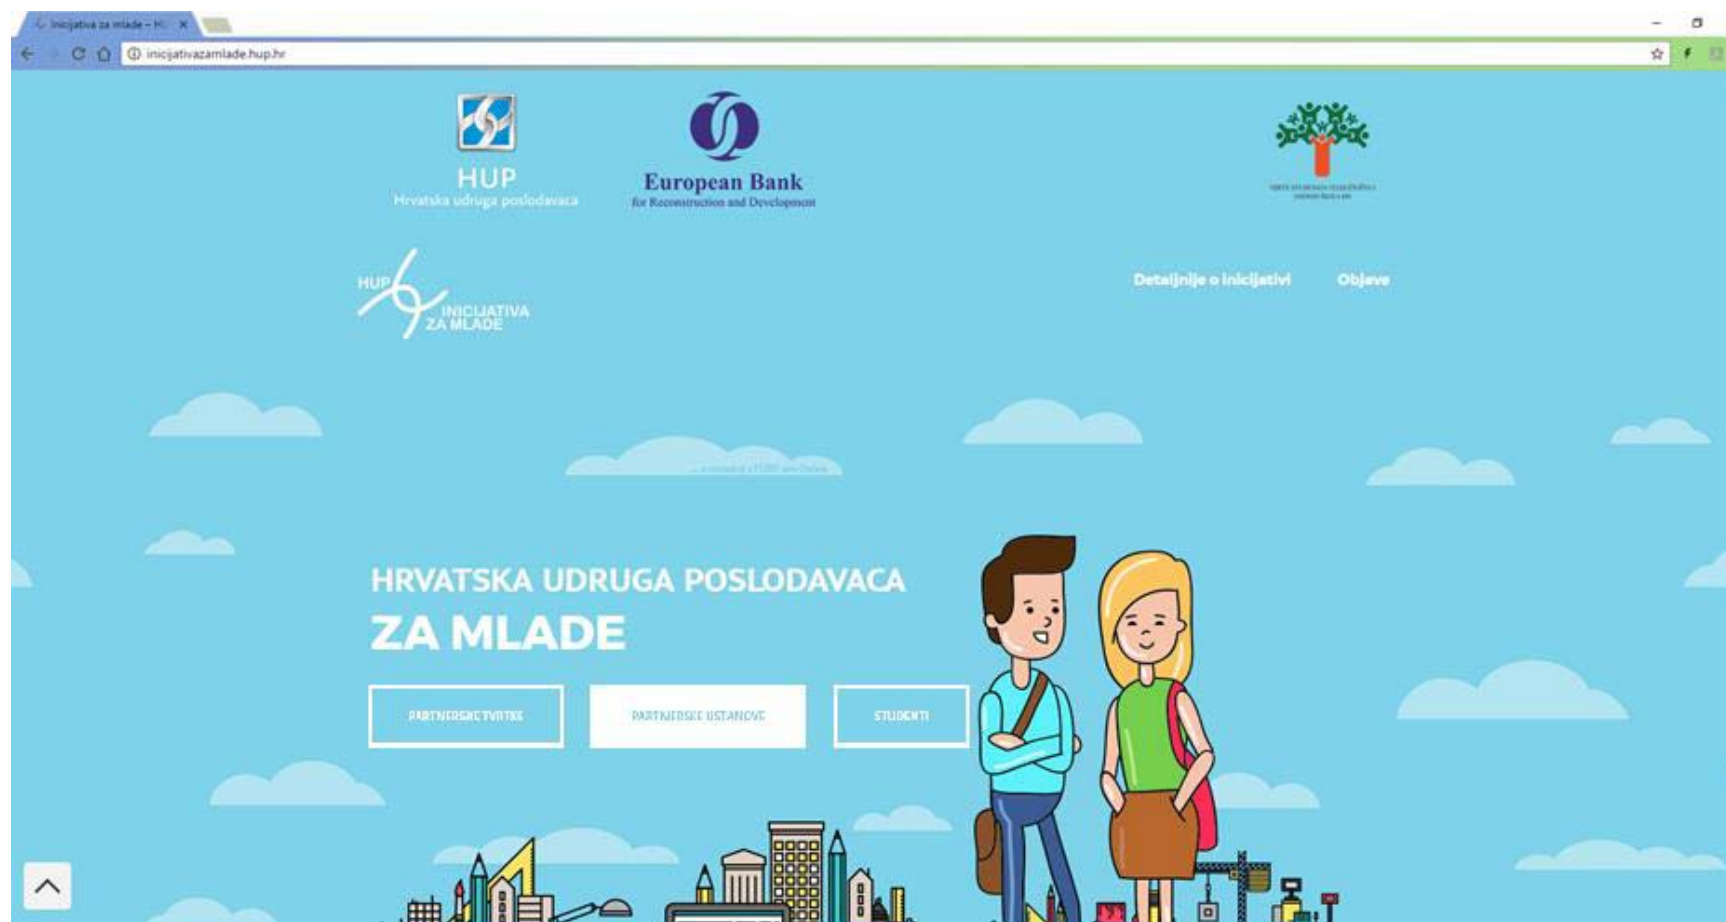 Inicijativa za mlade – H
inicijativazamlade.hup.hr
HUP
Hrvatska udruga poslodavaca
European Bank
for Reconstruction and Development
HUP
INICIJATIVA
ZA MLADE
Detaljnije o inicijativi
Objave
HRVATSKA UDRUGA POSLODAVACA
ZA MLADE
PARTNERSKE TVRTKE
PARTNERSKE USTANOVE
STUDENTI